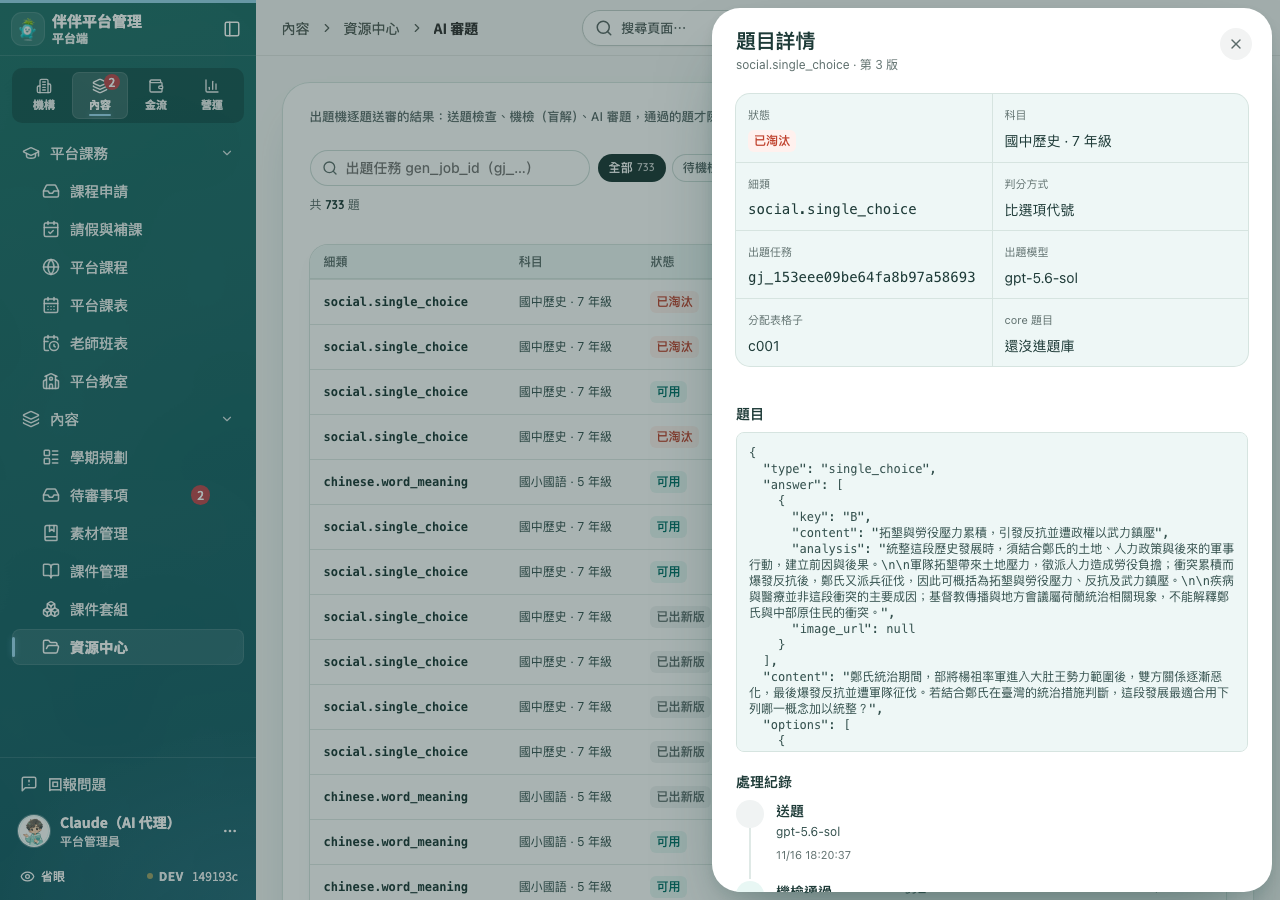 伴伴平台管理
平台端
機構
內容
2
金流
營運
平台課務
課程申請
請假與補課
平台課程
平台課表
老師班表
平台教室
內容
學期規劃
待審事項
2
素材管理
課件管理
課件套組
資源中心
回報問題
Claude（AI 代理）
平台管理員
省眼
DEV 149193c
內容 > 資源中心 > AI 審題
搜尋頁面…
出題機逐題送審的結果：送題檢查、機檢（盲解）、AI 審題，通過的題才
出題任務 gen_job_id（gj_…）
全部 733
待機
共 733 題
細類 科目 狀態
social.single_choice 國中歷史 · 7 年級 已淘汰
social.single_choice 國中歷史 · 7 年級 已淘汰
social.single_choice 國中歷史 · 7 年級 可用
social.single_choice 國中歷史 · 7 年級 已淘汰
chinese.word_meaning 國小國語 · 5 年級 可用
social.single_choice 國中歷史 · 7 年級 可用
social.single_choice 國中歷史 · 7 年級 可用
social.single_choice 國中歷史 · 7 年級 已出新版
social.single_choice 國中歷史 · 7 年級 已出新版
social.single_choice 國中歷史 · 7 年級 已出新版
social.single_choice 國中歷史 · 7 年級 已出新版
chinese.word_meaning 國小國語 · 5 年級 已出新版
chinese.word_meaning 國小國語 · 5 年級 可用
chinese.word_meaning 國小國語 · 5 年級 可用
題目詳情
social.single_choice · 第 3 版
狀態
已淘汰
科目
國中歷史 · 7 年級
細類
social.single_choice
判分方式
比選項代號
出題任務
gj_153eee09be64fa8b97a58693
出題模型
gpt-5.6-sol
分配表格子
c001
core 題目
還沒進題庫
題目
{
"type": "single_choice",
"answer": [
{
"key": "B",
"content": "拓墾與勞役壓力累積，引發反抗並遭政權以武力鎮壓",
"analysis": "統整這段歷史發展時，須結合鄭氏的土地、人力政策與後來的軍事
行動，建立前因與後果。\n\n軍隊拓墾帶來土地壓力，徵派人力造成勞役負擔；衝突累積而
爆發反抗後，鄭氏又派兵征伐，因此可概括為拓墾與勞役壓力、反抗及武力鎮壓。\n\n疾病
與醫療並非這段衝突的主要成因；基督教傳播與地方會議屬荷蘭統治相關現象，不能解釋鄭
氏與中部原住民的衝突。",
"image_url": null
}
],
"content": "鄭氏統治期間，部將楊祖率軍進入大肚王勢力範圍後，雙方關係逐漸惡
化，最後爆發反抗並遭軍隊征伐。若結合鄭氏在臺灣的統治措施判斷，這段發展最適合用下
列哪一概念加以統整？",
"options": [
{
處理紀錄
送題
gpt-5.6-sol
11/16 18:20:37
機檢通過